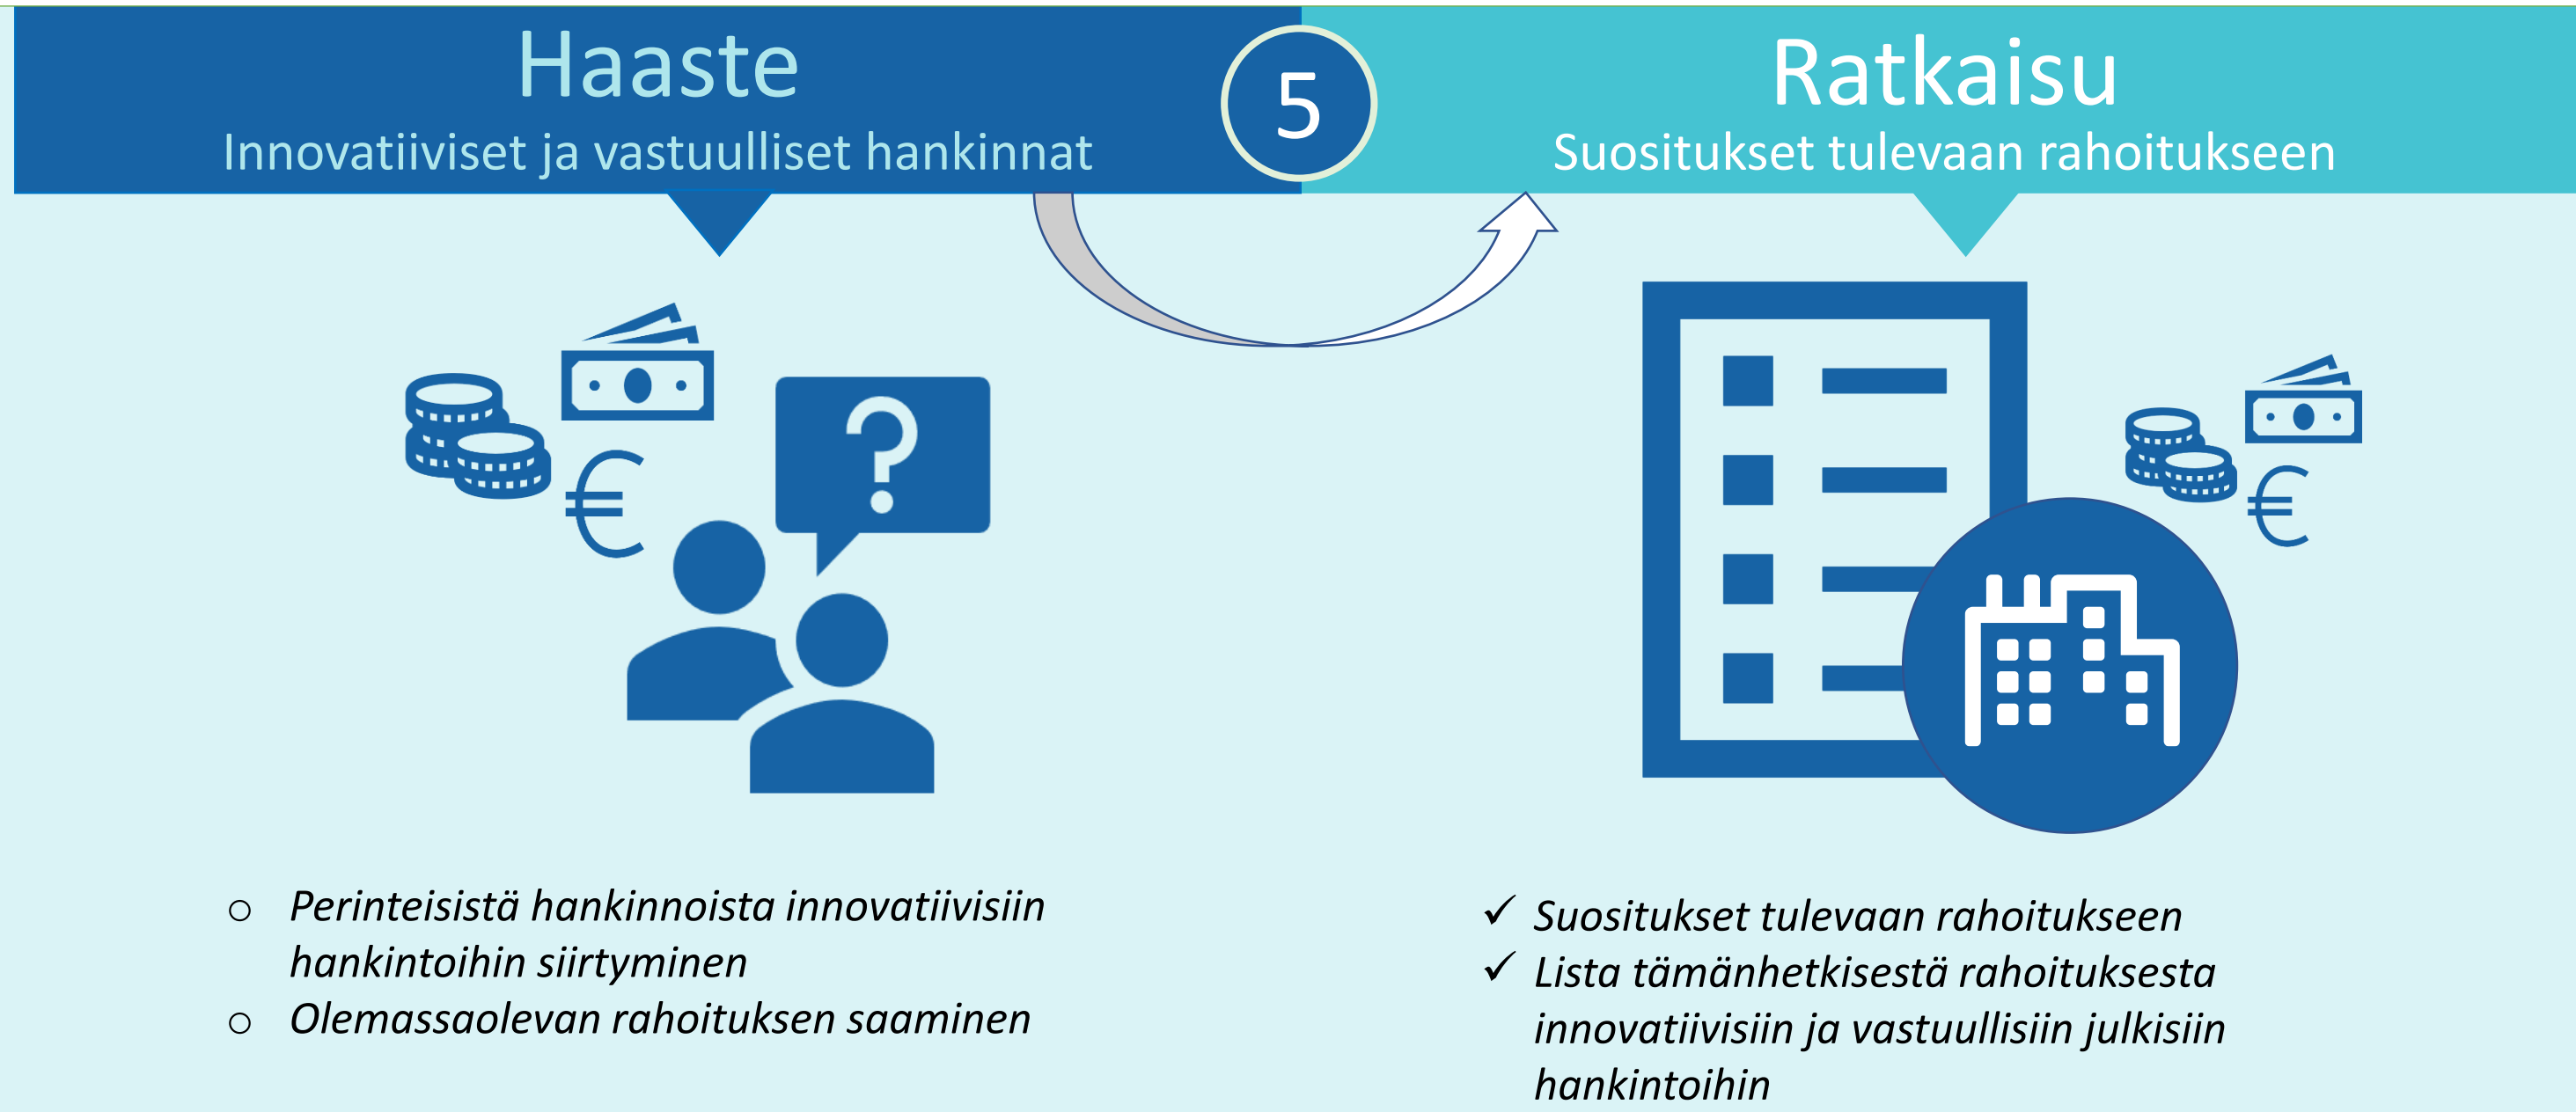 Haaste
Innovatiiviset ja vastuulliset hankinnat
5
Ratkaisu
Suositukset tulevaan rahoitukseen
?
€
€
o Perinteisistä hankinnoista innovatiivisiin
hankintoihin siirtyminen
o Olemassaolevan rahoituksen saaminen
✓ Suositukset tulevaan rahoitukseen
✓ Lista tämänhetkisestä rahoituksesta
innovatiivisiin ja vastuullisiin julkisiin
hankintoihin